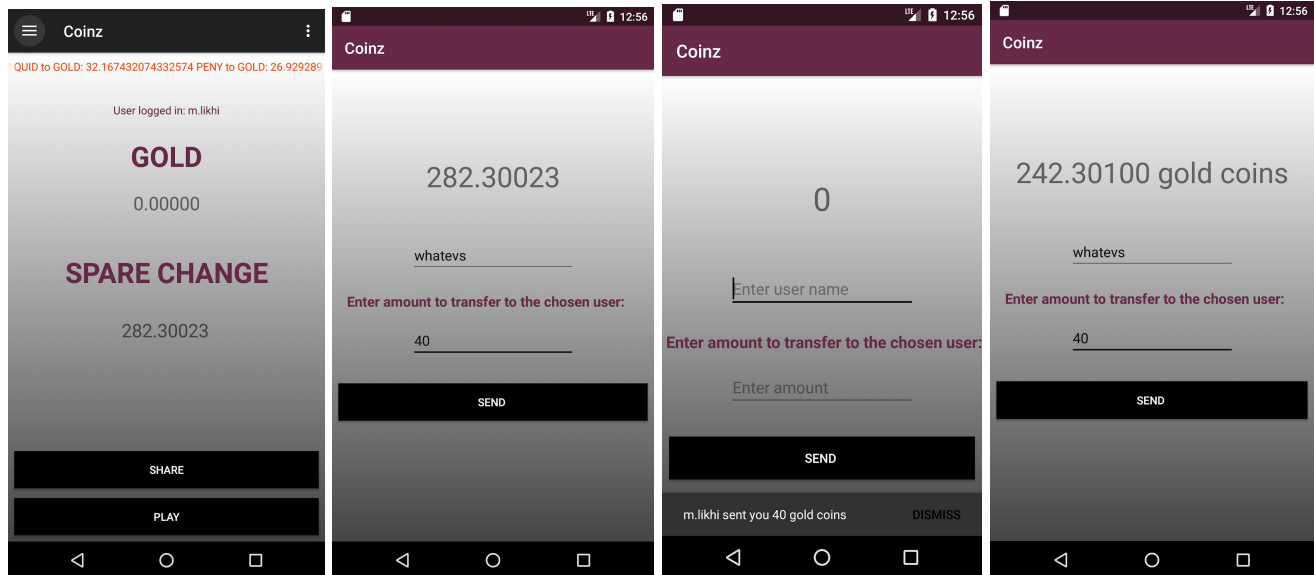 Coinz
QUID to GOLD: 32.167432074332574 PENY to GOLD: 26.929289
User logged in: m.likhi
GOLD
0.00000
SPARE CHANGE
282.30023
SHARE
PLAY
LTE 12:56
Coinz
282.30023
whatevs
Enter amount to transfer to the chosen user:
40
SEND
LTE 12:56
Coinz
0
Enter user name
Enter amount to transfer to the chosen user:
Enter amount
SEND
m.likhi sent you 40 gold coins DISMISS
LTE 12:56
Coinz
242.30100 gold coins
whatevs
Enter amount to transfer to the chosen user:
40
SEND